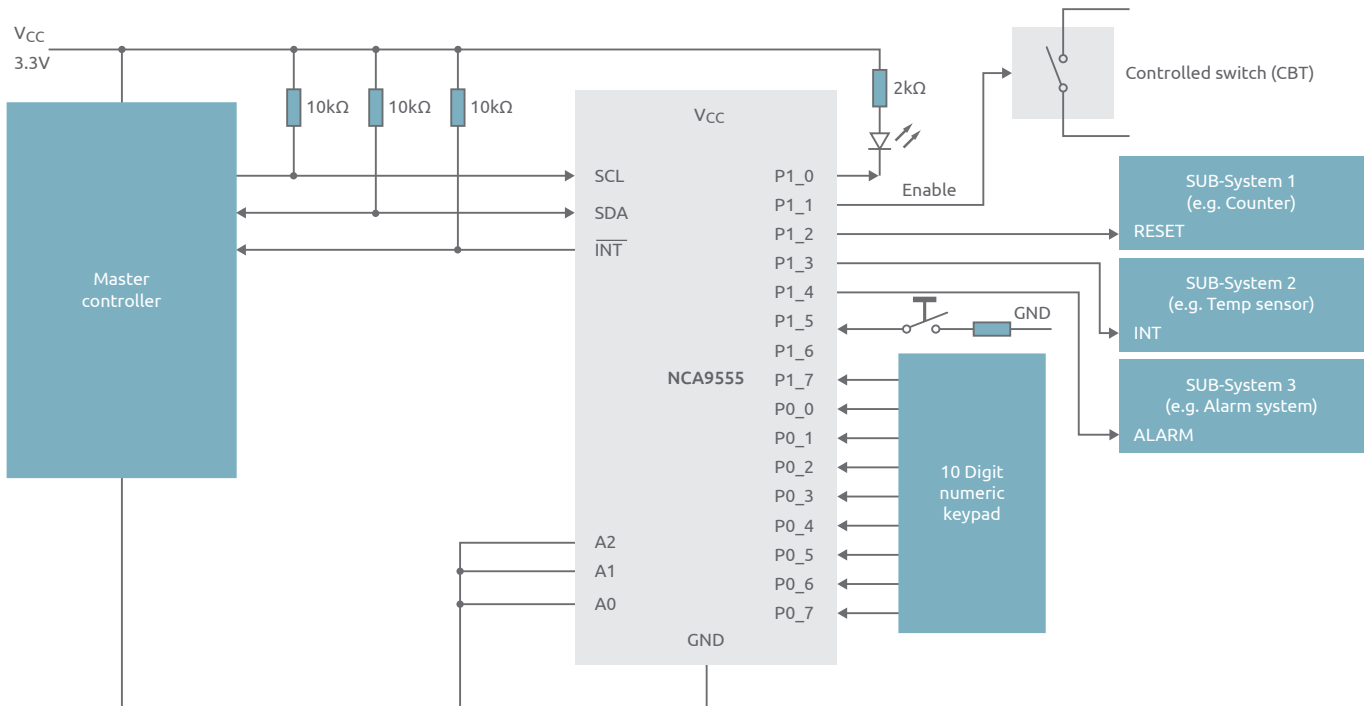 VCC
3.3V
10kΩ
10kΩ
10kΩ
2kΩ
Controlled switch (CBT)
Enable
Master
controller
VCC
SCL
SDA
INT
NCA9555
A2
A1
A0
GND
P1_0
P1_1
P1_2
P1_3
P1_4
P1_5
P1_6
P1_7
P0_0
P0_1
P0_2
P0_3
P0_4
P0_5
P0_6
P0_7
GND
10 Digit
numeric
keypad
SUB-System 1
(e.g. Counter)
RESET
SUB-System 2
(e.g. Temp sensor)
INT
SUB-System 3
(e.g. Alarm system)
ALARM